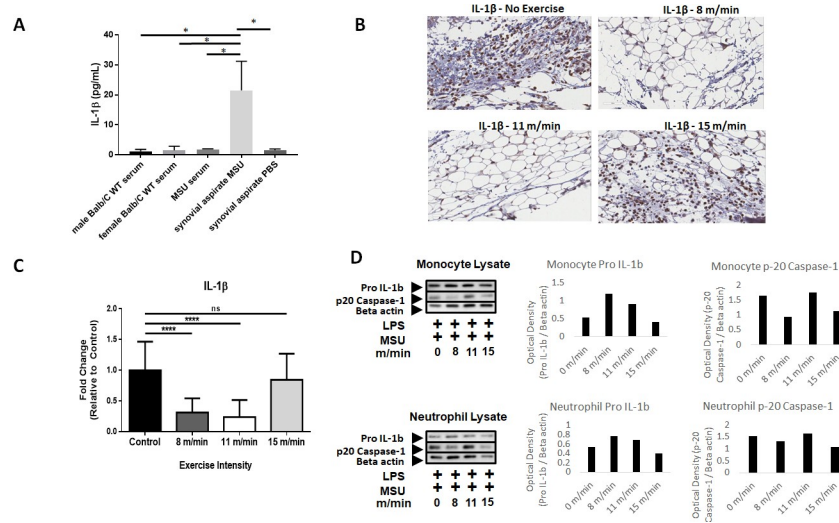 A
*
*
*
*
IL-1β (pg/mL)
40
30
20
10
0
male Balb/C WT serum
female Balb/C WT serum
MSU serum
synovial aspirate MSU
synovial aspirate PBS
B
IL-1β - No Exercise
IL-1β - 8 m/min
IL-1β - 11 m/min
IL-1β - 15 m/min
C
IL-1β
Fold Change
(Relative to Control)
2.0
1.5
1.0
0.5
0.0
ns
****
****
Control
8 m/min
11 m/min
15 m/min
Exercise Intensity
D
Monocyte Lysate
Pro IL-1b
p20 Caspase-1
Beta actin
LPS + + + +
MSU + + + +
m/min 0 8 11 15
Monocyte Pro IL-1b
Optical Density
(Pro IL-1b / Beta actin)
1.5
1
0.5
0
0 m/min
8 m/min
11 m/min
15 m/min
Monocyte p-20 Caspase-1
Optical Density (p-20
Caspase-1 / Beta actin)
2
1.5
1
0.5
0
0 m/min
8 m/min
11 m/min
15 m/min
Neutrophil Lysate
Pro IL-1b
p20 Caspase-1
Beta actin
LPS + + + +
MSU + + + +
m/min 0 8 11 15
Neutrophil Pro IL-1b
Optical Density
(Pro IL-1b / Beta actin)
1
0.8
0.6
0.4
0.2
0
0 m/min
8 m/min
11 m/min
15 m/min
Neutrophil p-20 Caspase-1
Optical Density (p-20
Caspase-1 / Beta actin)
2
1.5
1
0.5
0
0 m/min
8 m/min
11 m/min
15 m/min